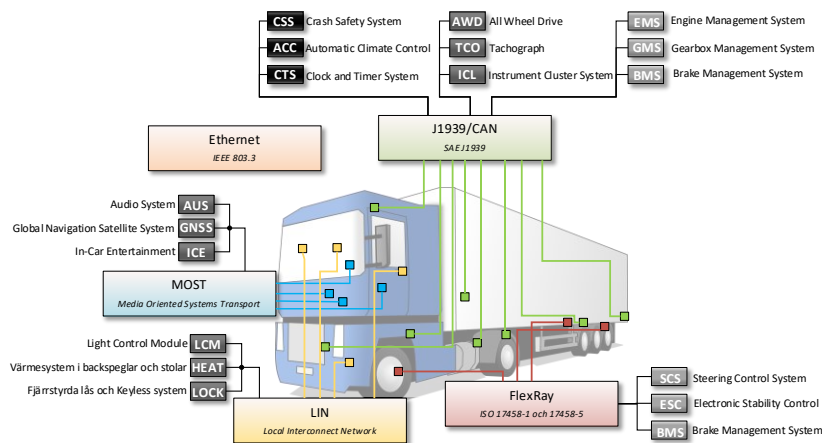 CSS Crash Safety System
ACC Automatic Climate Control
CTS Clock and Timer System
AWD All Wheel Drive
TCO Tachograph
ICL Instrument Cluster System
EMS Engine Management System
GMS Gearbox Management System
BMS Brake Management System
J1939/CAN
SAE J1939
Ethernet
IEEE 803.3
Audio System AUS
Global Navigation Satellite System GNSS
In-Car Entertainment ICE
MOST
Media Oriented Systems Transport
Light Control Module LCM
Värmesystem i backspeglar och stolar HEAT
Fjärrstyrda lås och Keyless system LOCK
LIN
Local Interconnect Network
FlexRay
ISO 17458-1 och 17458-5
SCS Steering Control System
ESC Electronic Stability Control
BMS Brake Management System